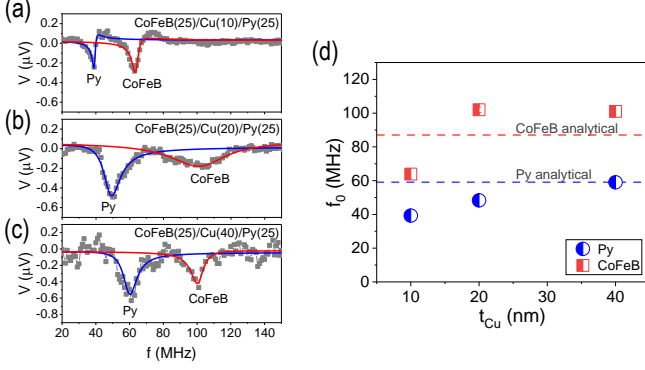 (a)
CoFeB(25)/Cu(10)/Py(25)
0.2
0.0
-0.2
-0.4
-0.6
V (μV)
Py
CoFeB
(b)
CoFeB(25)/Cu(20)/Py(25)
0.2
0.0
-0.2
-0.4
-0.6
V (μV)
Py
CoFeB
(c)
CoFeB(25)/Cu(40)/Py(25)
0.2
0.0
-0.2
-0.4
-0.6
-0.8
V (μV)
Py
CoFeB
20 40 60 80 100 120 140
f (MHz)
(d)
120
100
80
60
40
20
0
f0 (MHz)
CoFeB analytical
Py analytical
Py
CoFeB
10 20 30 40
tCu (nm)